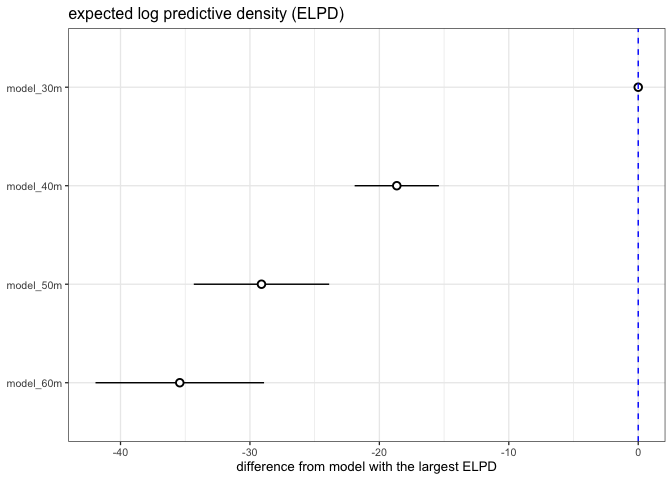 expected log predictive density (ELPD)
model_30m
model_40m
model_50m
model_60m
-40 -30 -20 -10 0
difference from model with the largest ELPD